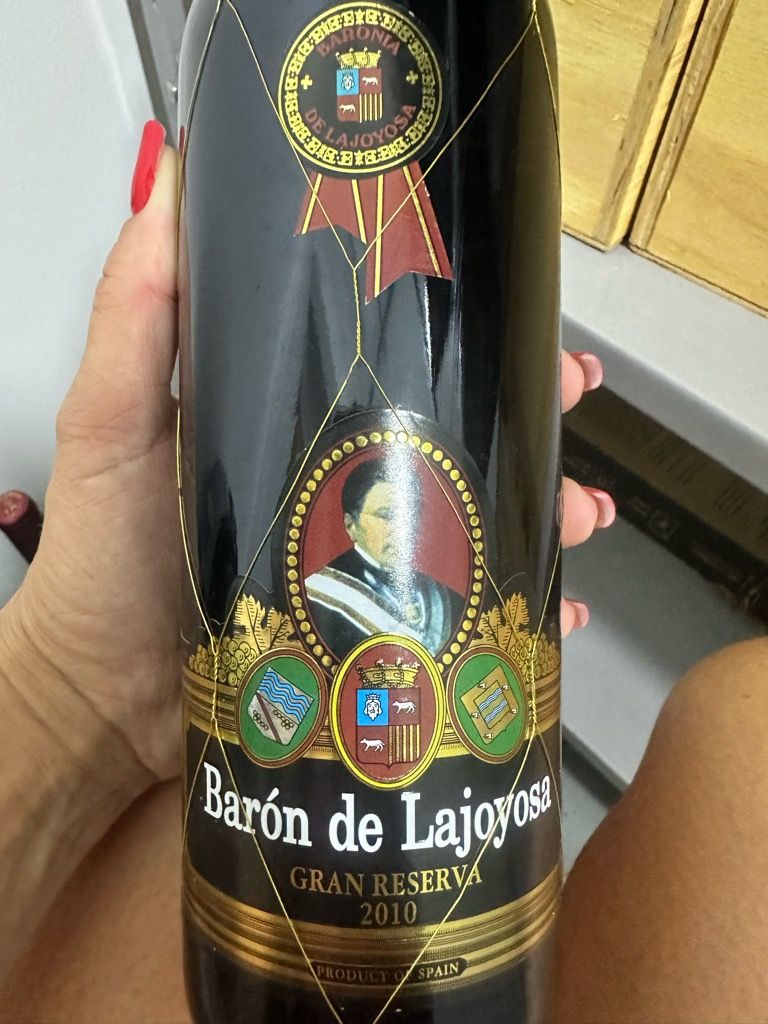 BARONIA
DE LAJOYOSA
Barón de Lajoyosa
GRAN RESERVA
2010
PRODUCT OF SPAIN